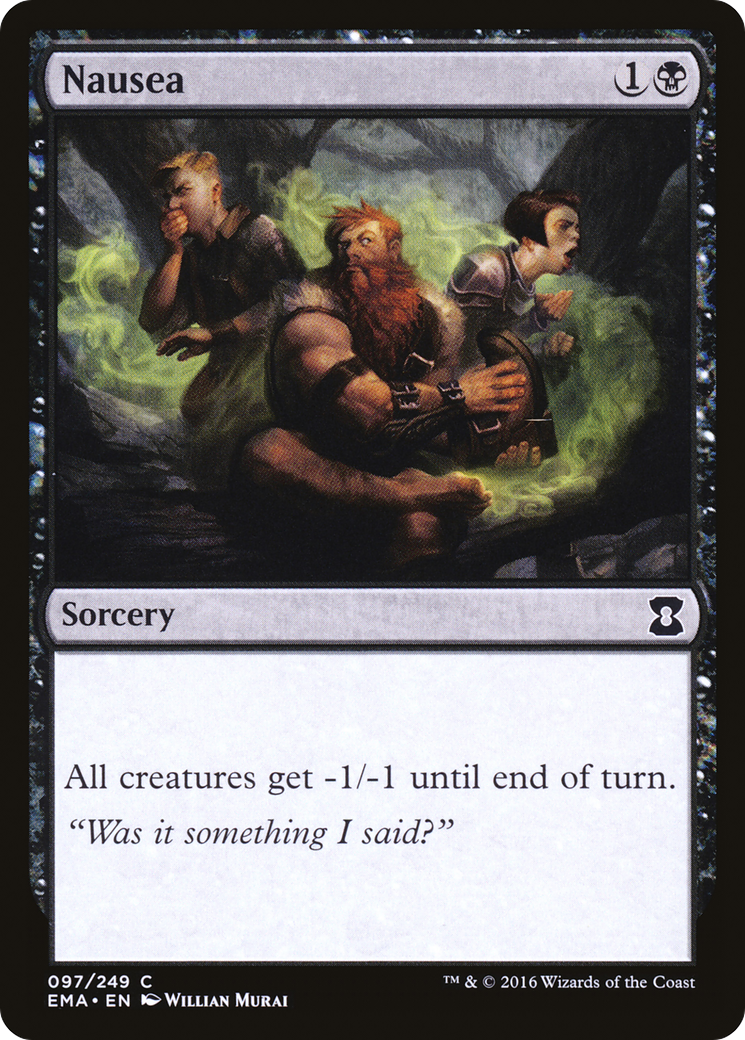 Nausea 1
Sorcery
All creatures get -1/-1 until end of turn.
“Was it something I said?”
097/249 C
EMA • EN Willian Murai
™ & © 2016 Wizards of the Coast